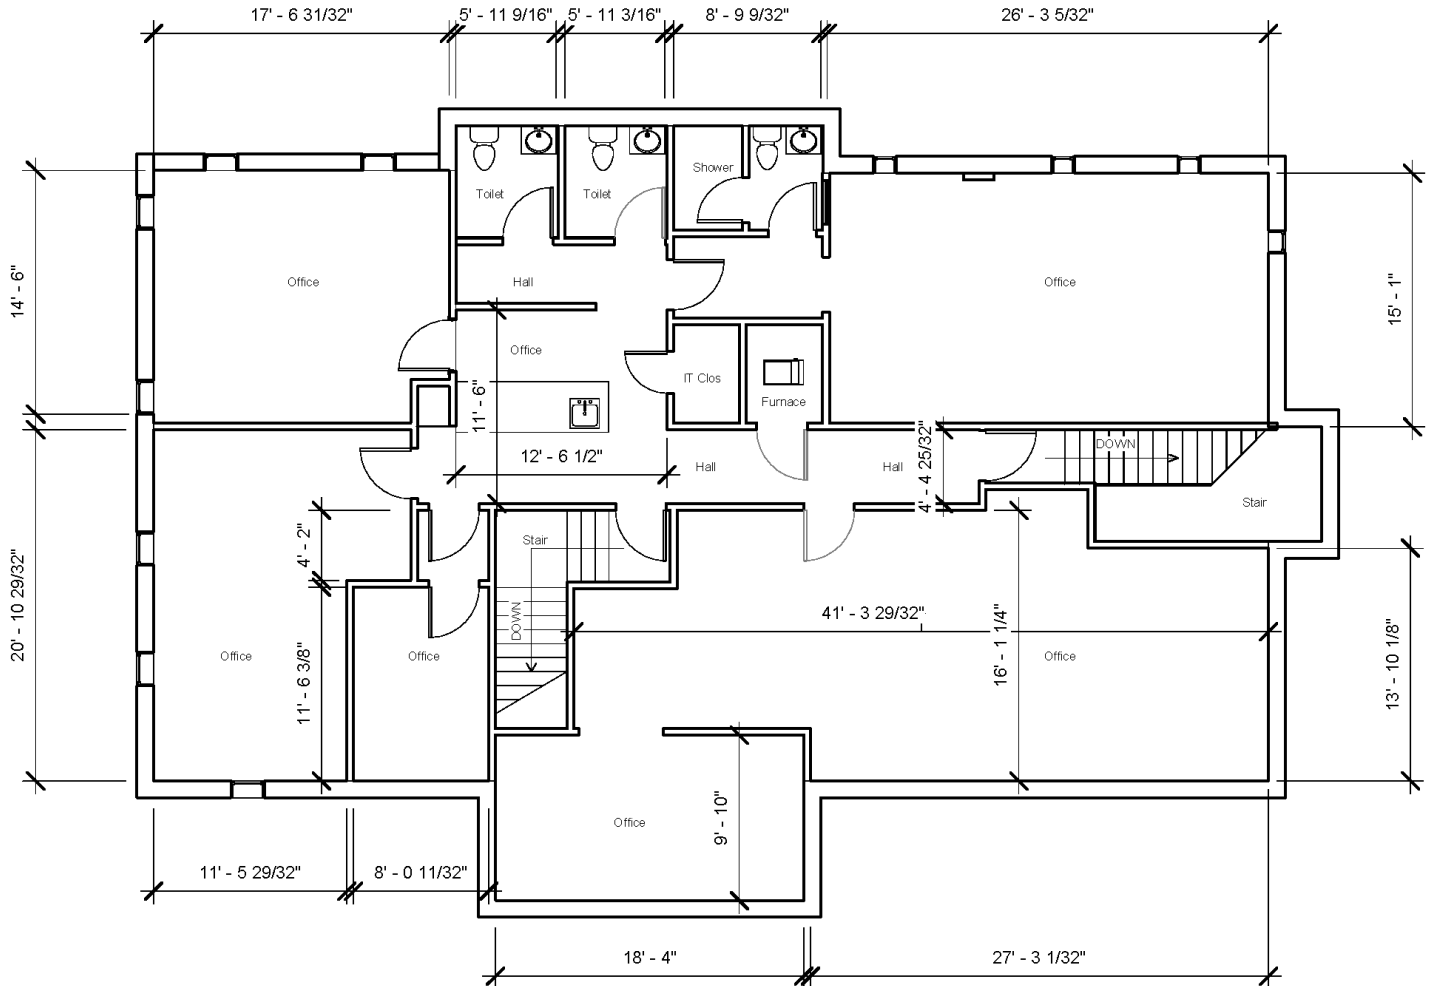 17' - 6 31/32"
5' - 11 9/16"
5' - 11 3/16"
8' - 9 9/32"
26' - 3 5/32"
Shower
Toilet
Toilet
Office
Hall
Office
14' - 6"
15' - 1"
Office
IT Clos
Furnace
11' - 6"
12' - 6 1/2"
Hall
Hall
4' - 4 25/32"
DOWN
Stair
Stair
4' - 2"
20' - 10 29/32"
DOWN
41' - 3 29/32"
16' - 1 1/4"
13' - 10 1/8"
Office
11' - 6 3/8"
Office
Office
Office
9' - 10"
11' - 5 29/32"
8' - 0 11/32"
18' - 4"
27' - 3 1/32"